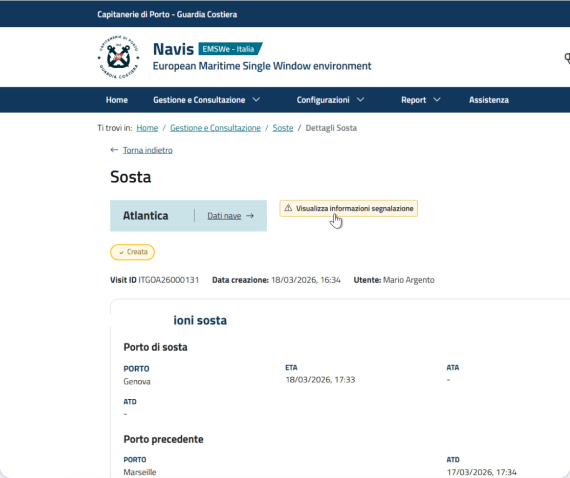 Capitanerie di Porto - Guardia Costiera
Navis EMSWe - Italia
European Maritime Single Window environment
Home Gestione e Consultazione Configurazioni Report Assistenza
Ti trovi in: Home / Gestione e Consultazione / Soste / Dettagli Sosta
← Torna indietro
Sosta
Atlantica Dati nave →
Visualizza informazioni segnalazione
Creata
Visit ID ITGOA26000131 Data creazione: 18/03/2026, 16:34 Utente: Mario Argento
ioni sosta
Porto di sosta
PORTO ETA ATA
Genova 18/03/2026, 17:33 -
ATD
-
Porto precedente
PORTO ATD
Marseille 17/03/2026, 17:34